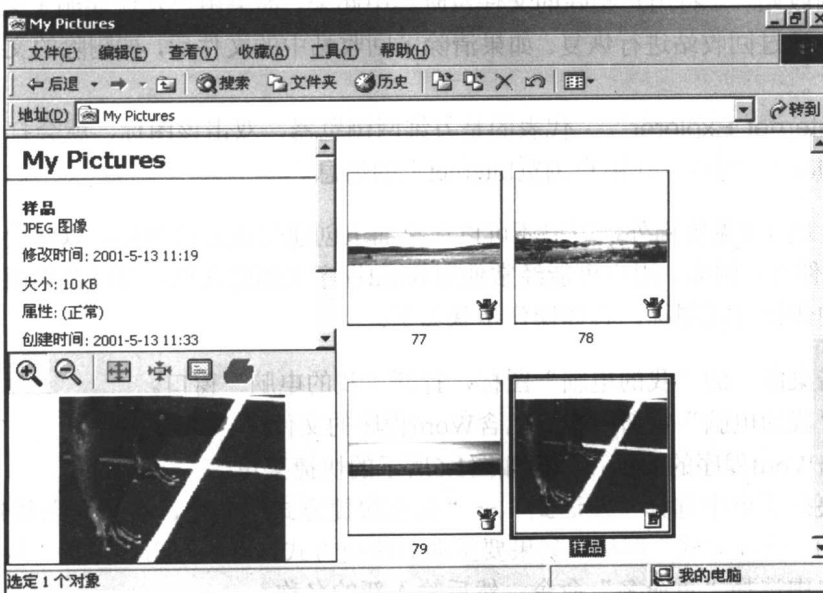 My Pictures
文件(F) 编辑(E) 查看(V) 收藏(A) 工具(T) 帮助(H)
后退 搜索 文件夹 历史
地址(D) My Pictures 转到
My Pictures
样品
JPEG 图像
修改时间: 2001-5-13 11:19
大小: 10 KB
属性: (正常)
创建时间: 2001-5-13 11:33
77
78
79
样品
选定 1 个对象
我的电脑